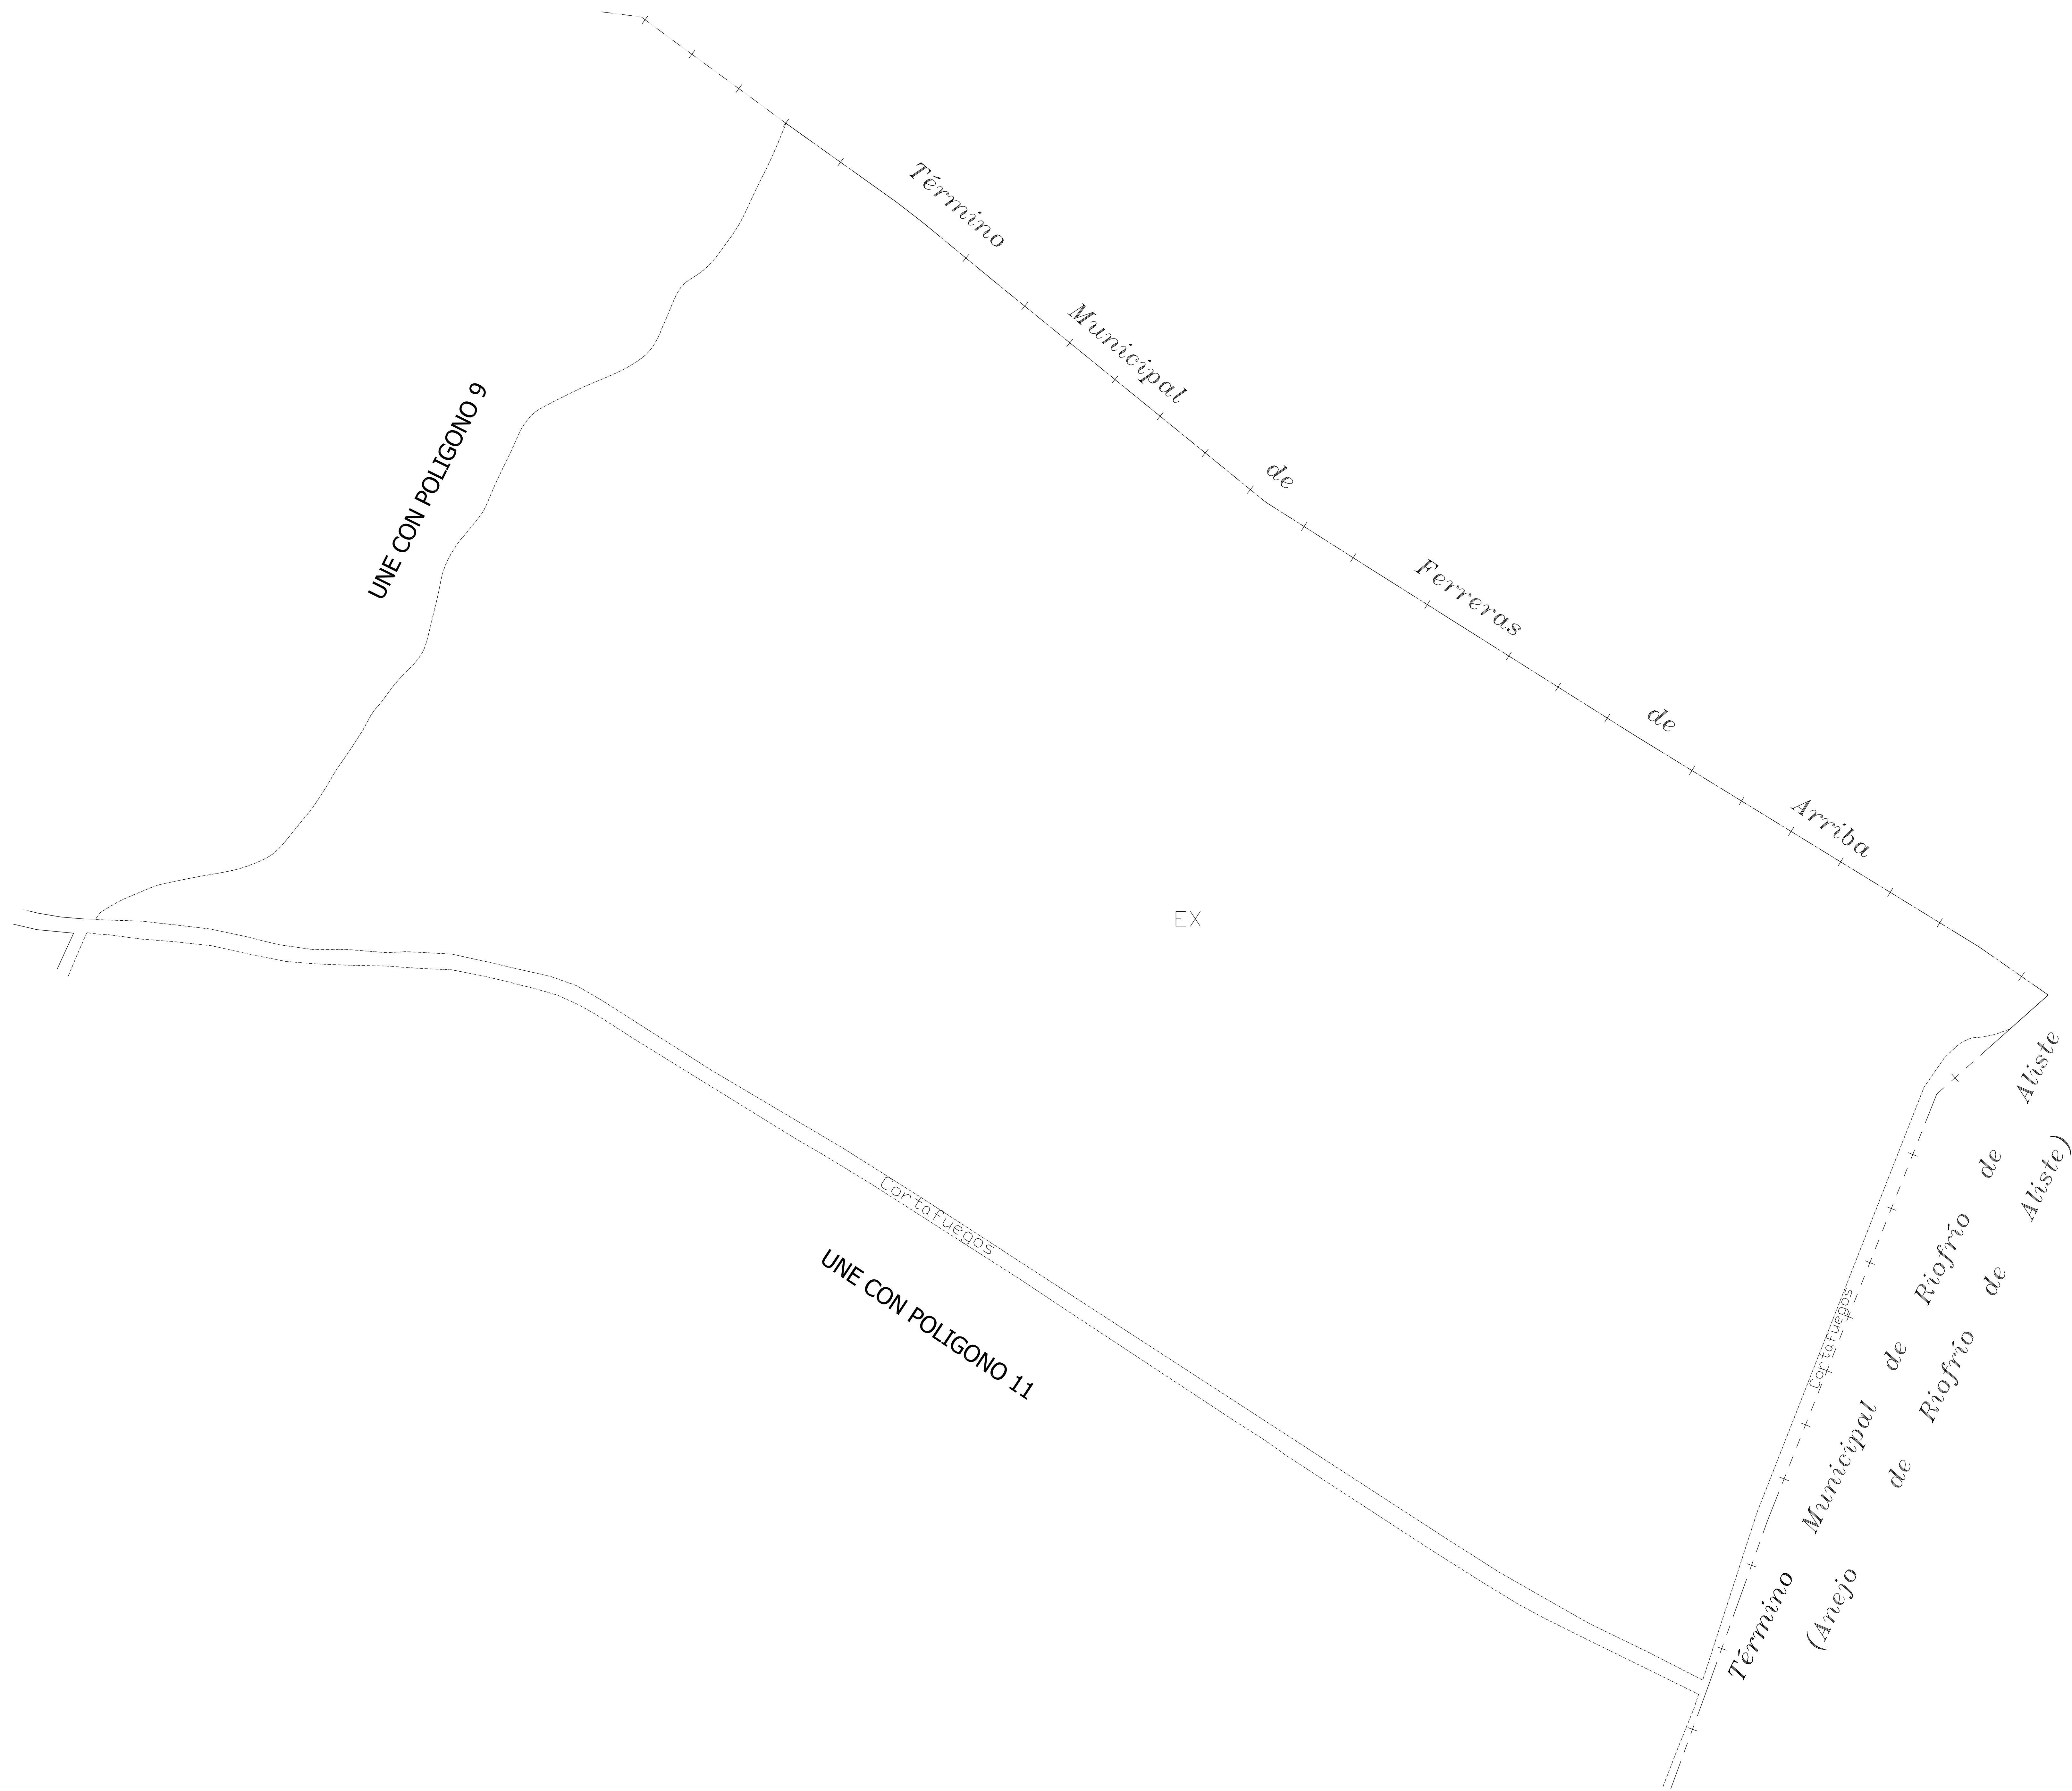 Término Municipal de Ferreras de Arriba
UNE CON POLIGONO 9
EX
Cortafuegos
UNE CON POLIGONO 11
Cortafuegos
Término Municipal de Riofrío de Aliste
(Anejo de Riofrío de Aliste)